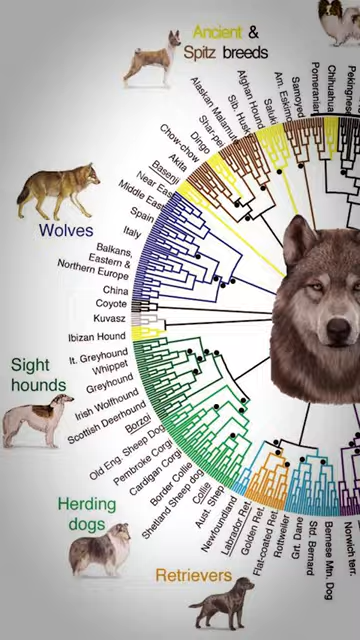 Ancient &
Spitz breeds
Pekingnese
Chihuahua
Pomeranian
Samoyed
Am. Eskimo
Saluki
Afghan Hound
Sib. Husk
Alaskan Malamut
Shar-pei
Dingo
Chow-chow
Akita
Basenji
Near East
Middle East
Spain
Italy
Balkans,
Eastern &
Northern Europe
China
Coyote
Kuvasz
Ibizan Hound
It. Greyhound
Whippet
Greyhound
Irish Wolfhound
Scottish Deerhound
Borzoi
Old Eng. Sheep Dog
Pembroke Corgi
Cardigan Corgi
Border Collie
Shetland Sheep dog
Collie
Aust. Shep
Newfoundland
Labrador Ret.
Golden Ret.
Flat-coated Ret.
Rottweiler
Grt. Dane
Std. Bernard
Bernese Mtn. Dog
Norwich terr.
Wolves
Sight
hounds
Herding
dogs
Retrievers